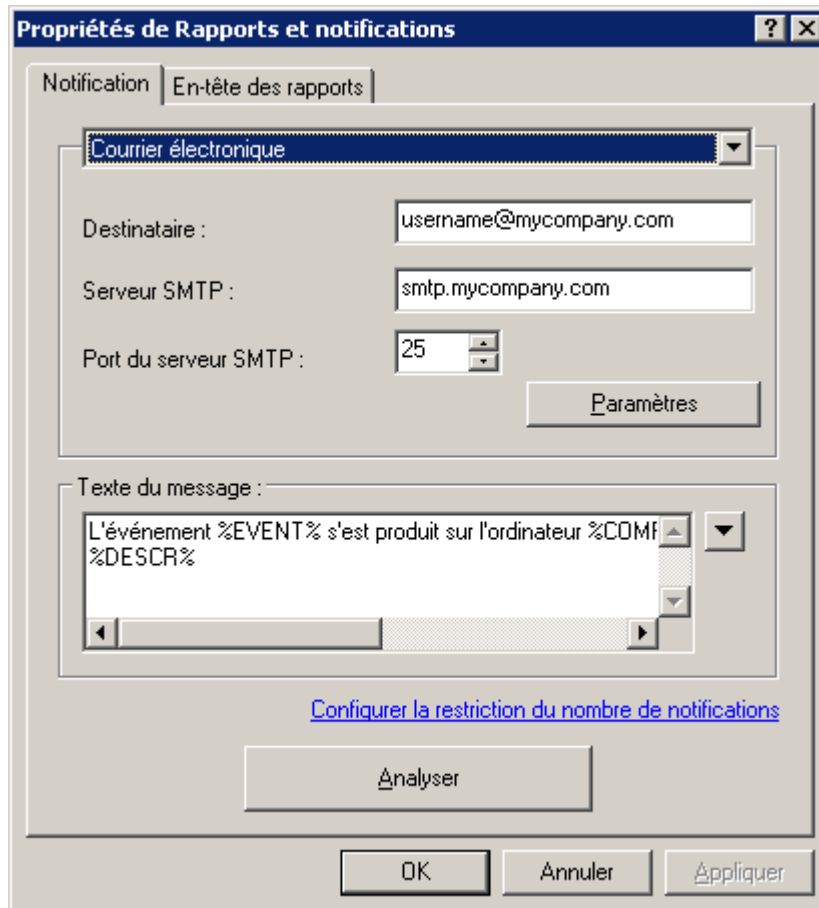 Propriétés de Rapports et notifications
Notification
En-tête des rapports
Courrier électronique
Destinataire :
username@mycompany.com
Serveur SMTP :
smtp.mycompany.com
Port du serveur SMTP :
25
Paramètres
Texte du message :
L'événement %EVENT% s'est produit sur l'ordinateur
%DESCR%
Configurer la restriction du nombre de notifications
Analyser
OK
Annuler
Appliquer